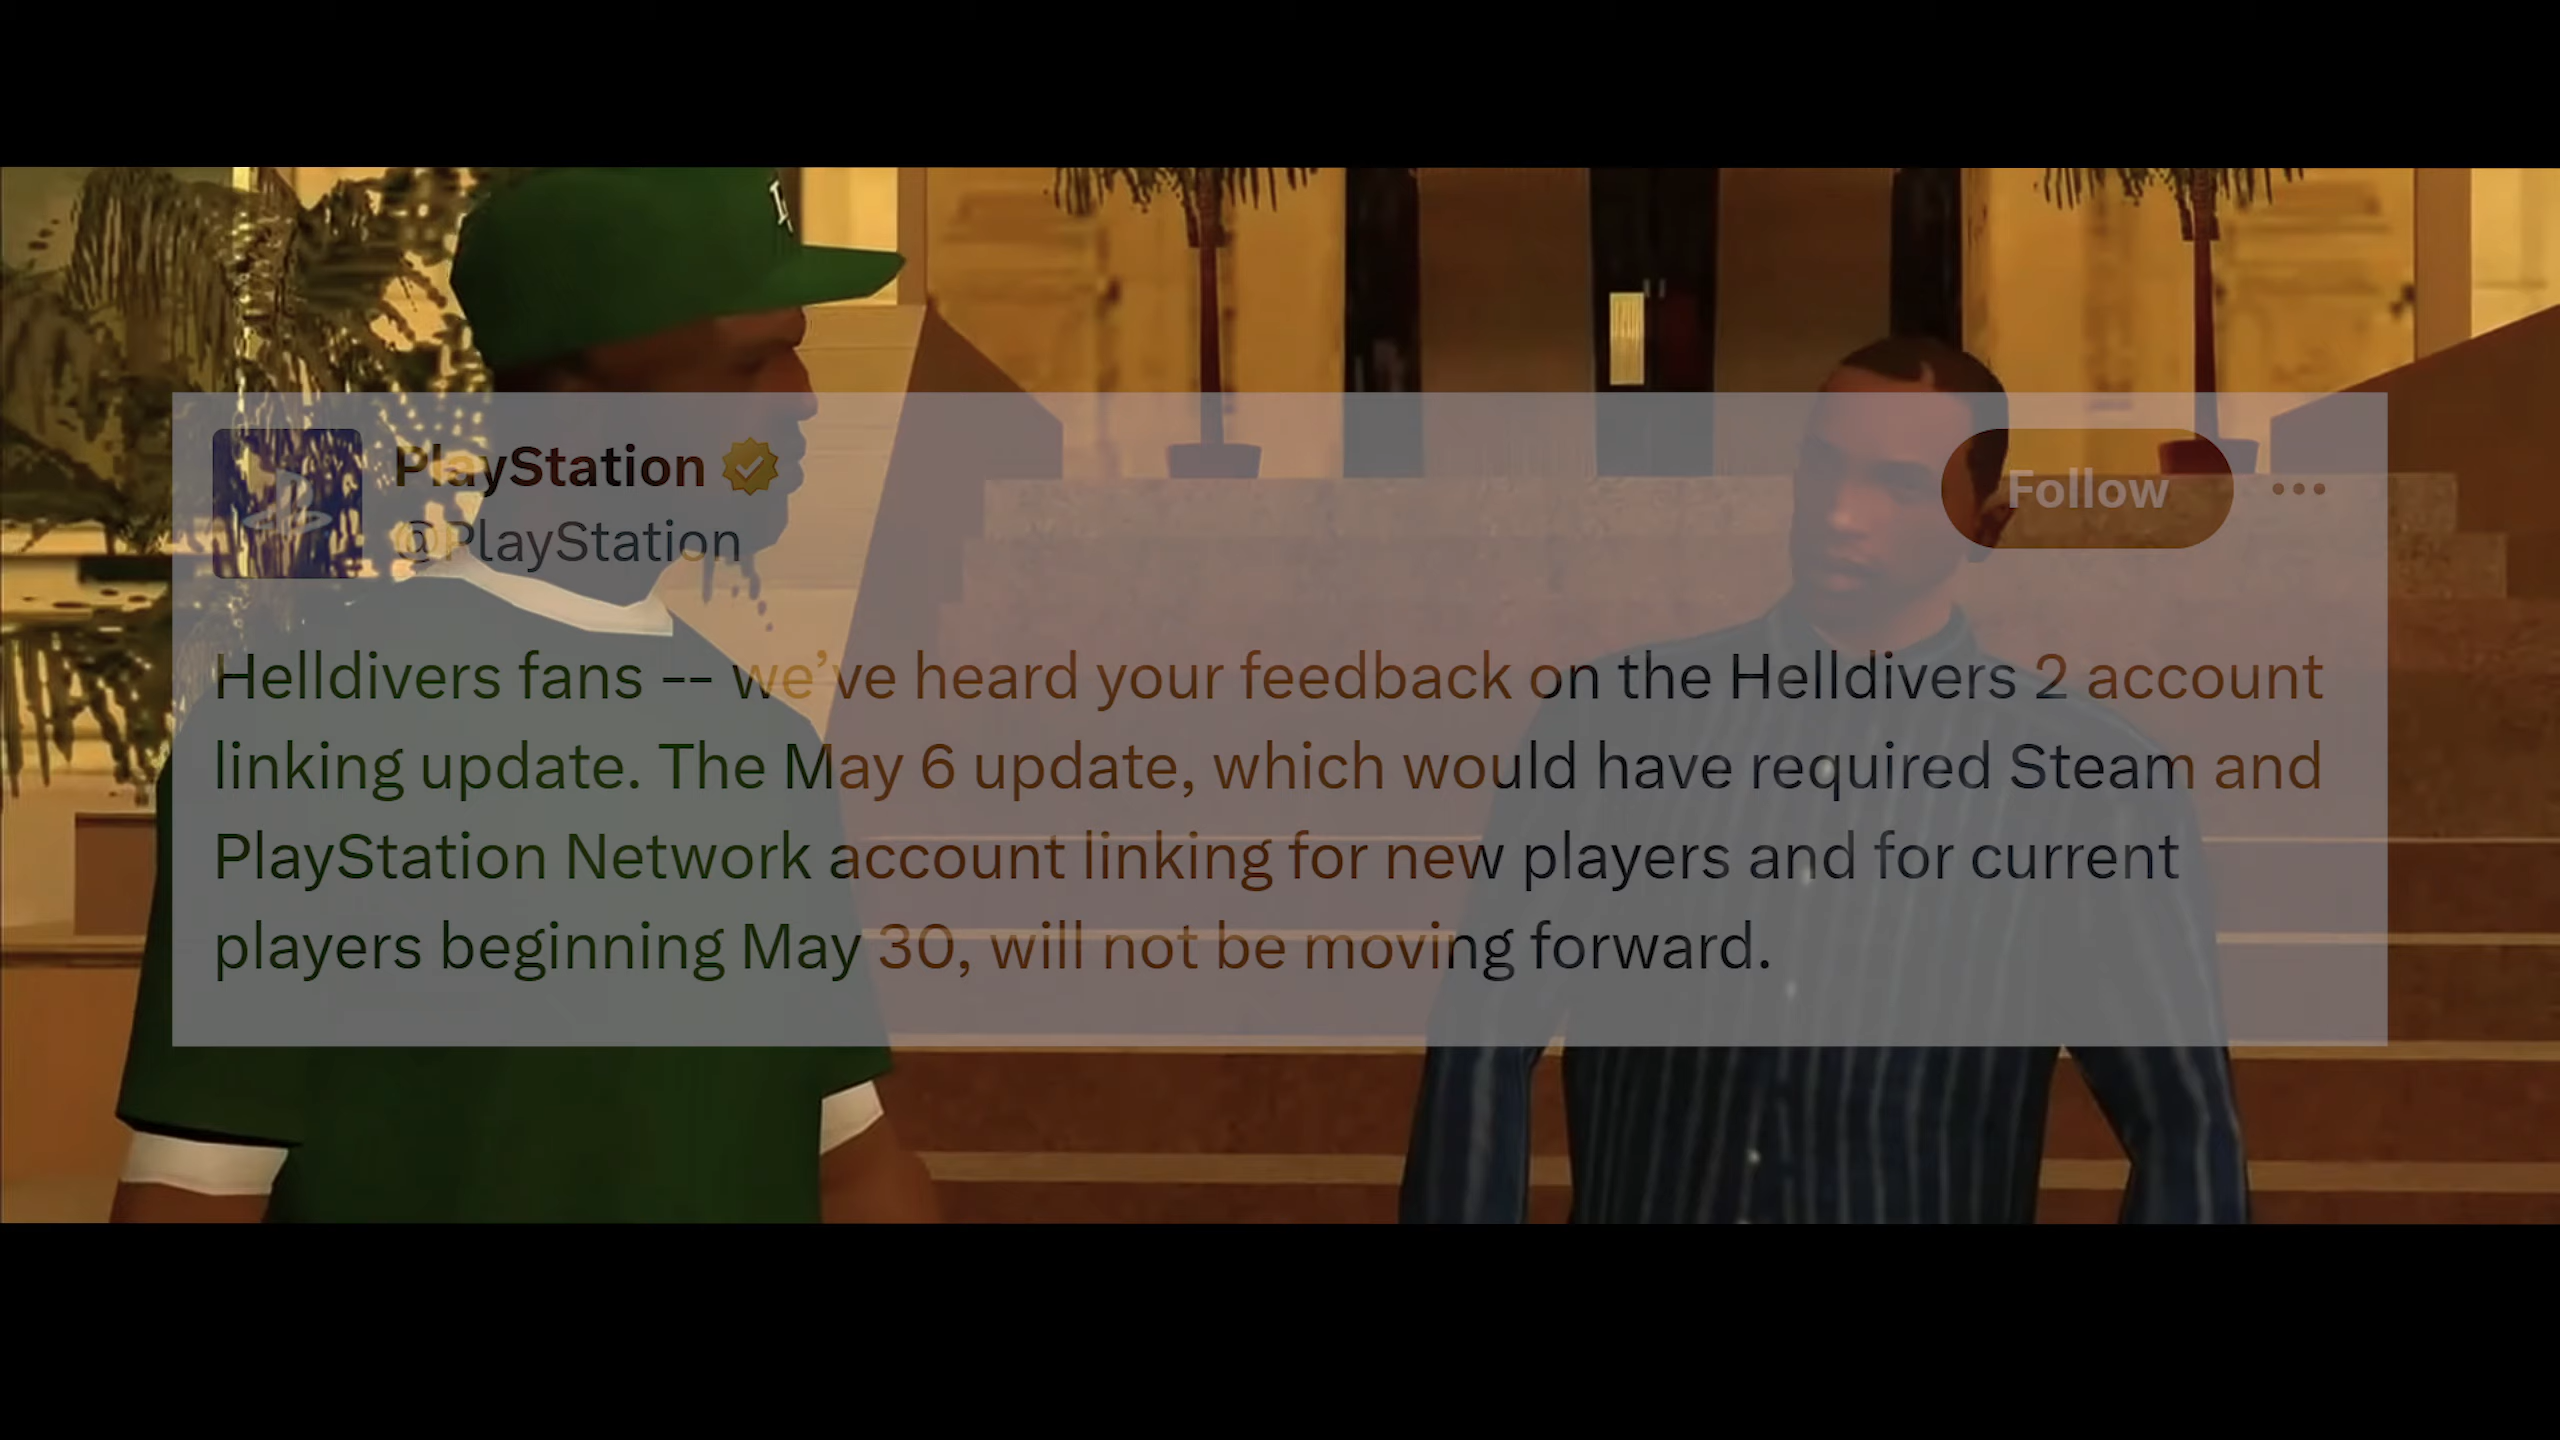 PlayStation
@PlayStation
Follow
Helldivers fans -- we’ve heard your feedback on the Helldivers 2 account
linking update. The May 6 update, which would have required Steam and
PlayStation Network account linking for new players and for current
players beginning May 30, will not be moving forward.